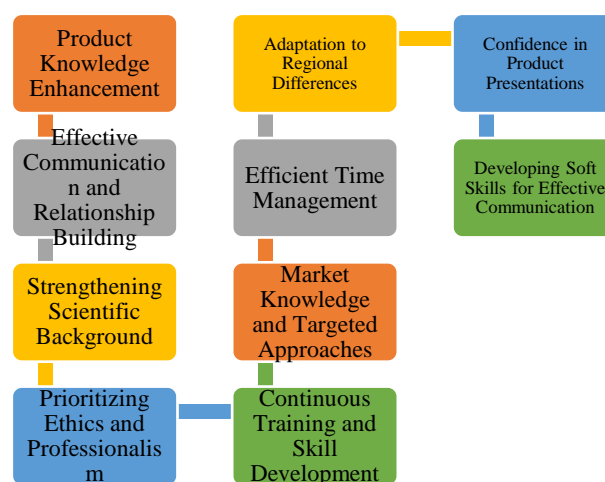 Product
Knowledge
Enhancement
Effective
Communicatio
n and
Relationship
Building
Strengthening
Scientific
Background
Prioritizing
Ethics and
Professionalis
m
Continuous
Training and
Skill
Development
Market
Knowledge
and Targeted
Approaches
Efficient Time
Management
Adaptation to
Regional
Differences
Confidence in
Product
Presentations
Developing Soft
Skills for Effective
Communication